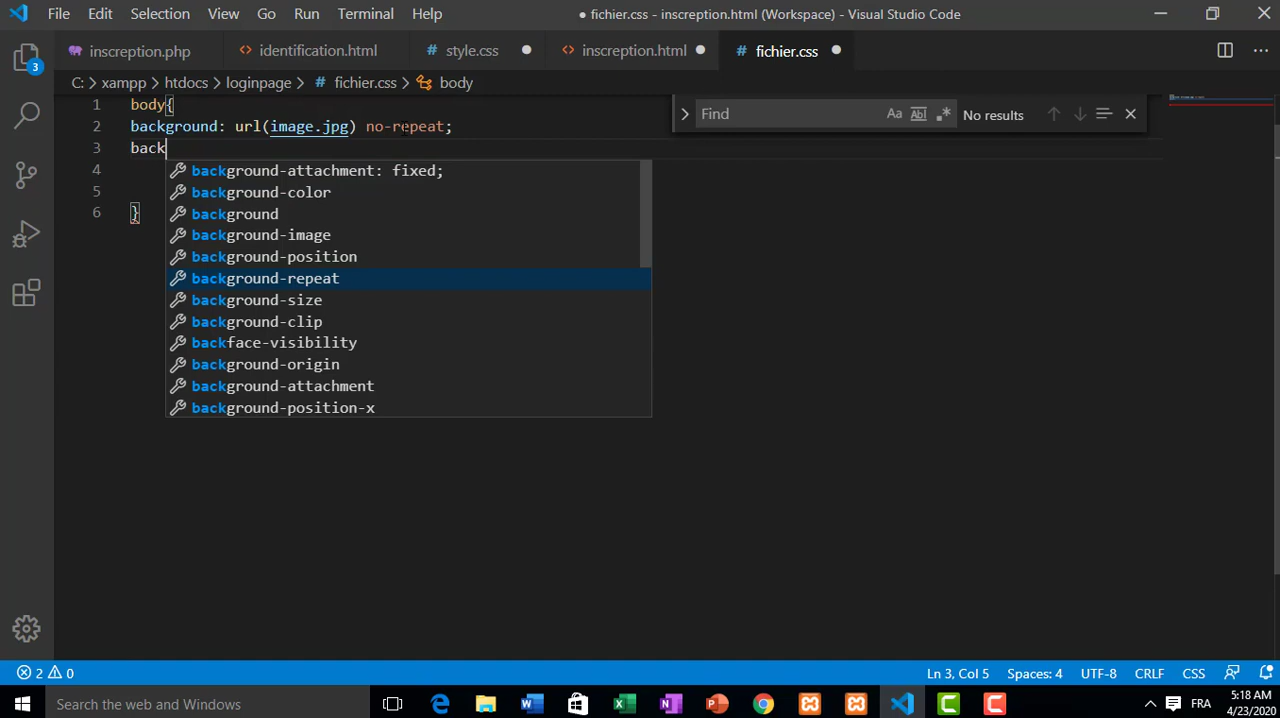 File Edit Selection View Go Run Terminal Help ● fichier.css - inscreption.html (Workspace) - Visual Studio Code
inscreption.php identification.html style.css inscreption.html fichier.css
C: > xampp > htdocs > loginpage > fichier.css > body
1 body{
2 background: url(image.jpg) no-repeat;
3 back
4
5
6 }
background-attachment: fixed;
background-color
background
background-image
background-position
background-repeat
background-size
background-clip
backface-visibility
background-origin
background-attachment
background-position-x
Find Aa Abl .* No results
3
2 0 Ln 3, Col 5 Spaces: 4 UTF-8 CRLF CSS
Search the web and Windows FRA 5:18 AM
4/23/2020